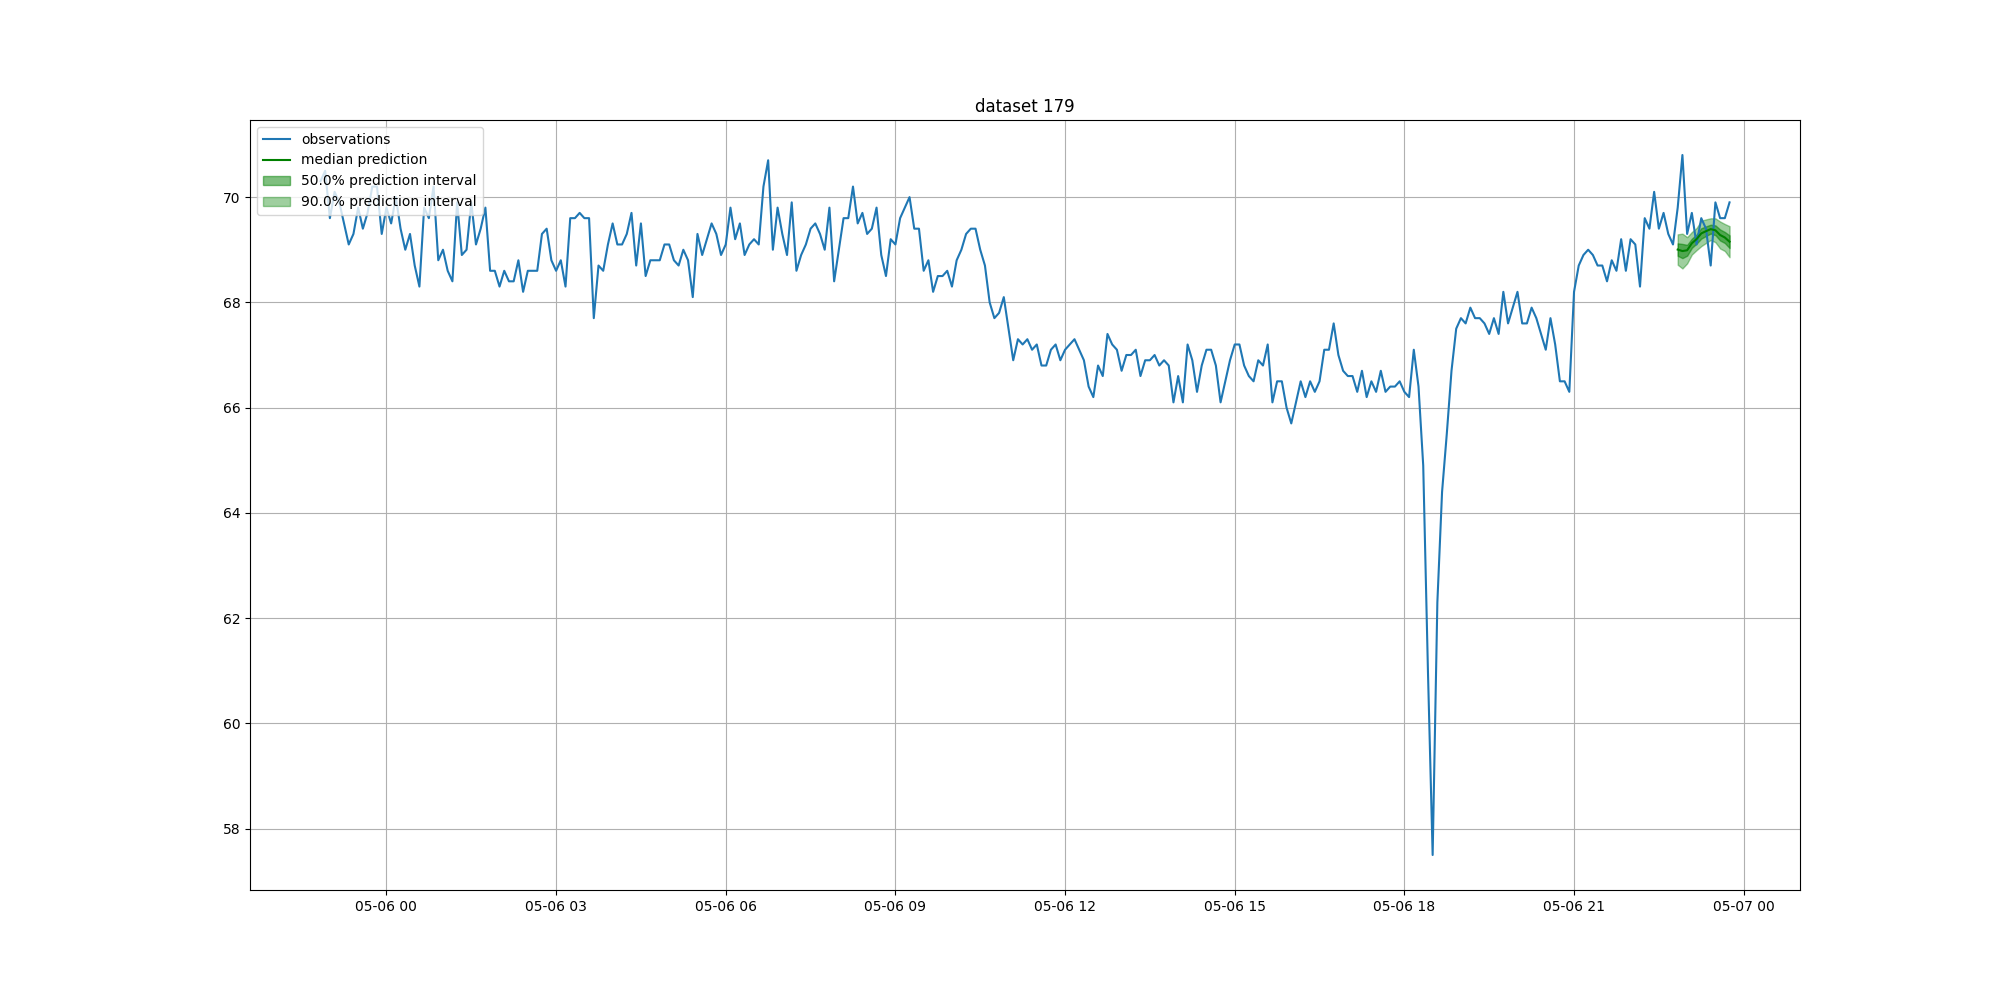 dataset 179
observations
median prediction
50.0% prediction interval
90.0% prediction interval
70
68
66
64
62
60
58
05-06 00 05-06 03 05-06 06 05-06 09 05-06 12 05-06 15 05-06 18 05-06 21 05-07 00